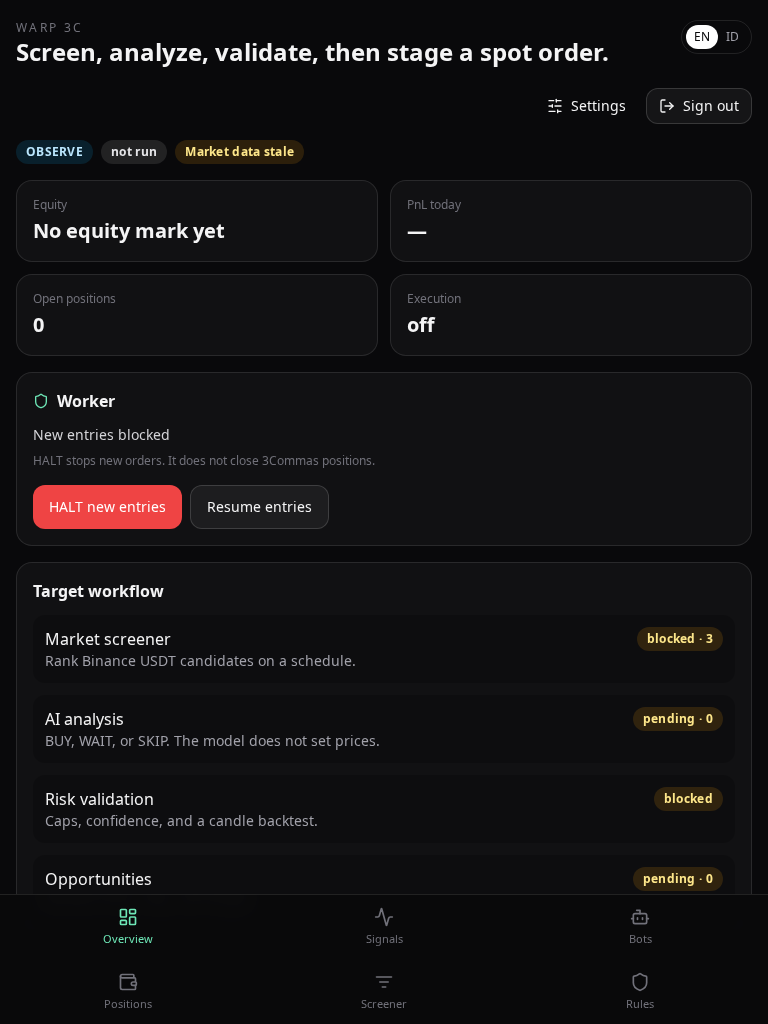 WARP 3C
Screen, analyze, validate, then stage a spot order.
EN ID
Settings
Sign out
OBSERVE
not run
Market data stale
Equity
No equity mark yet
PnL today
—
Open positions
0
Execution
off
Worker
New entries blocked
HALT stops new orders. It does not close 3Commas positions.
HALT new entries
Resume entries
Target workflow
Market screener
blocked · 3
Rank Binance USDT candidates on a schedule.
AI analysis
pending · 0
BUY, WAIT, or SKIP. The model does not set prices.
Risk validation
blocked
Caps, confidence, and a candle backtest.
Opportunities
pending · 0
Overview
Signals
Bots
Positions
Screener
Rules